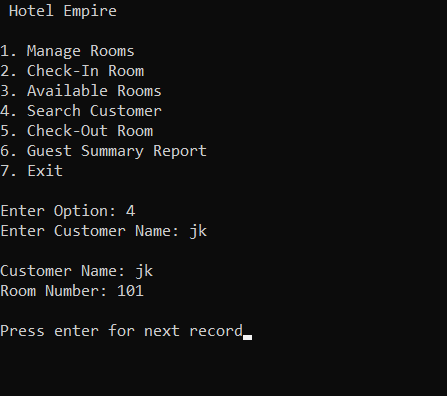 Hotel Empire
1. Manage Rooms
2. Check-In Room
3. Available Rooms
4. Search Customer
5. Check-Out Room
6. Guest Summary Report
7. Exit
Enter Option: 4
Enter Customer Name: jk
Customer Name: jk
Room Number: 101
Press enter for next record